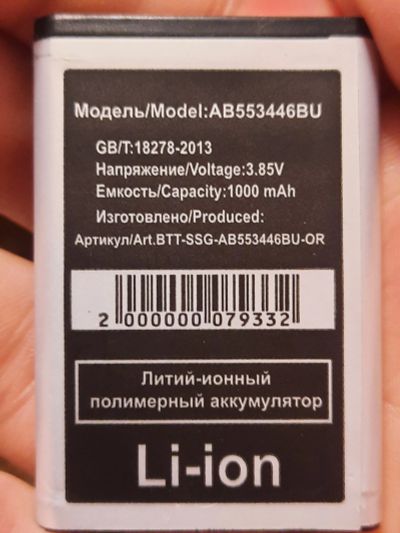 Модель/Model:AB553446BU
GB/T:18278-2013
Напряжение/Voltage:3.85V
Емкость/Capacity:1000 mAh
Изготовлено/Produced:
Артикул/Art.BTT-SSG-AB553446BU-OR
2 000000 079332
Литий-ионный
полимерный аккумулятор
Li-ion